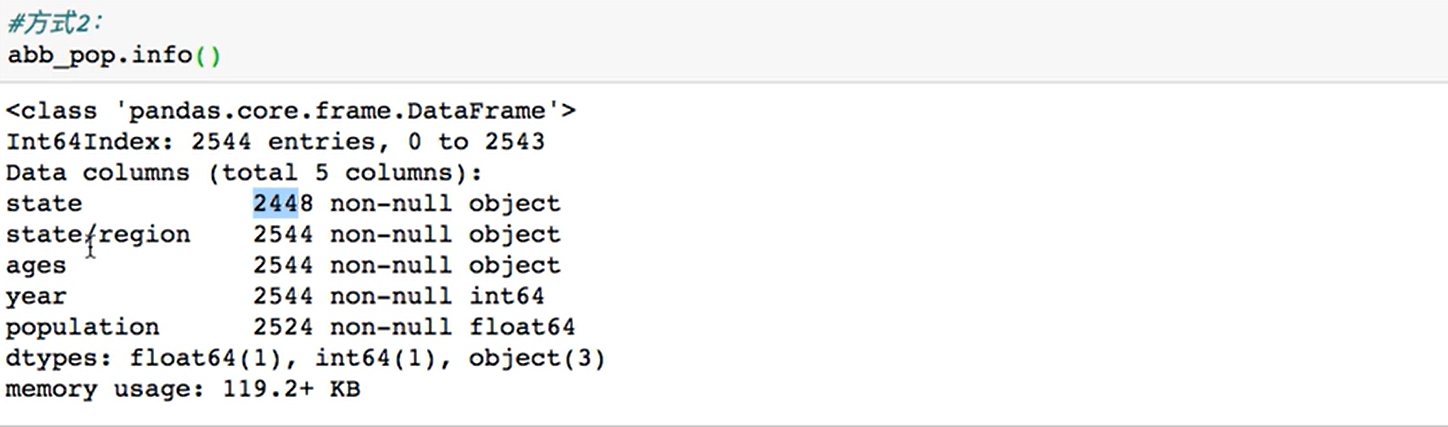 #方式2:
abb_pop.info()
<class 'pandas.core.frame.DataFrame'>
Int64Index: 2544 entries, 0 to 2543
Data columns (total 5 columns):
state           2448 non-null object
state/region    2544 non-null object
ages            2544 non-null object
year            2544 non-null int64
population      2524 non-null float64
dtypes: float64(1), int64(1), object(3)
memory usage: 119.2+ KB